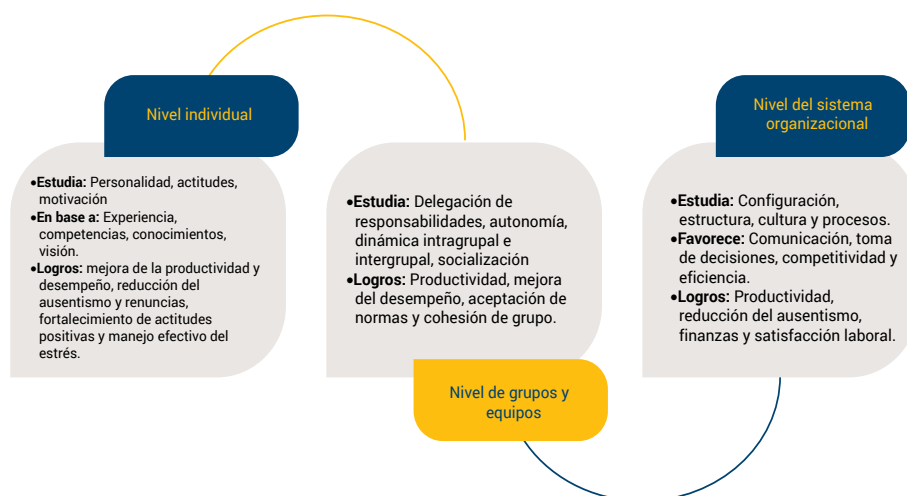 Nivel individual
•Estudia: Personalidad, actitudes,
motivación
•En base a: Experiencia,
competencias, conocimientos,
visión.
•Logros: mejora de la productividad y
desempeño, reducción del
ausentismo y renuncias,
fortalecimiento de actitudes
positivas y manejo efectivo del
estrés.
•Estudia: Delegación de
responsabilidades, autonomía,
dinámica intragrupal e
intergrupal, socialización
•Logros: Productividad, mejora
del desempeño, aceptación de
normas y cohesión de grupo.
Nivel de grupos y
equipos
Nivel del sistema
organizacional
•Estudia: Configuración,
estructura, cultura y procesos.
•Favorece: Comunicación, toma
de decisiones, competitividad y
eficiencia.
•Logros: Productividad,
reducción del ausentismo,
finanzas y satisfacción laboral.